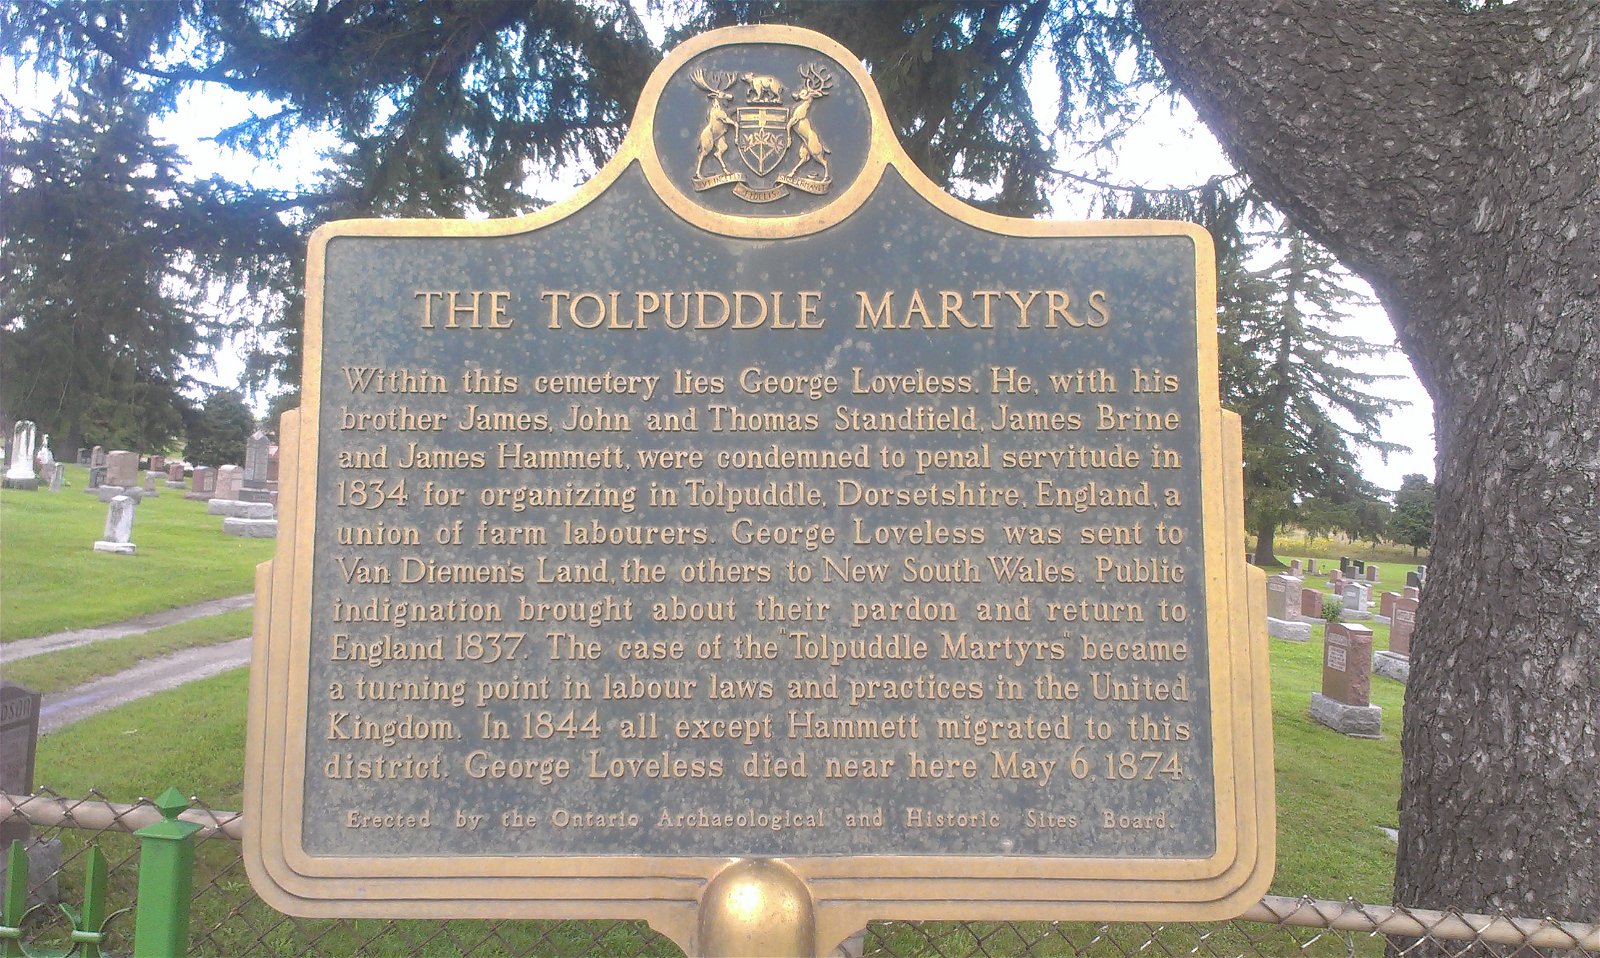 THE TOLPUDDLE MARTYRS
Within this cemetery lies George Loveless. He, with his
brother James, John and Thomas Standfield, James Brine
and James Hammett, were condemned to penal servitude in
1834 for organizing in Tolpuddle, Dorsetshire, England, a
union of farm labourers. George Loveless was sent to
Van Diemen's Land, the others to New South Wales. Public
indignation brought about their pardon and return to
England 1837. The case of the "Tolpuddle Martyrs" became
a turning point in labour laws and practices in the United
Kingdom. In 1844 all except Hammett migrated to this
district. George Loveless died near here May 6, 1874.
Erected by the Ontario Archaeological and Historic Sites Board.